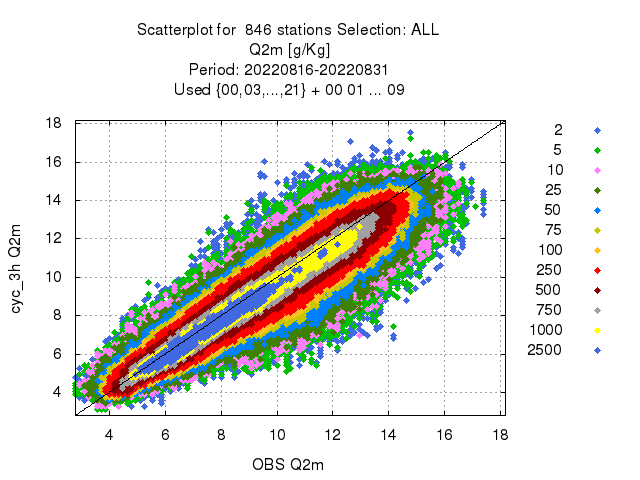 Scatterplot for 846 stations Selection: ALL
Q2m [g/Kg]
Period: 20220816-20220831
Used {00,03,...,21} + 00 01 ... 09
18
16
14
12
10
8
6
4
cyc_3h Q2m
4 6 8 10 12 14 16 18
OBS Q2m
2
5
10
25
50
75
100
250
500
750
1000
2500